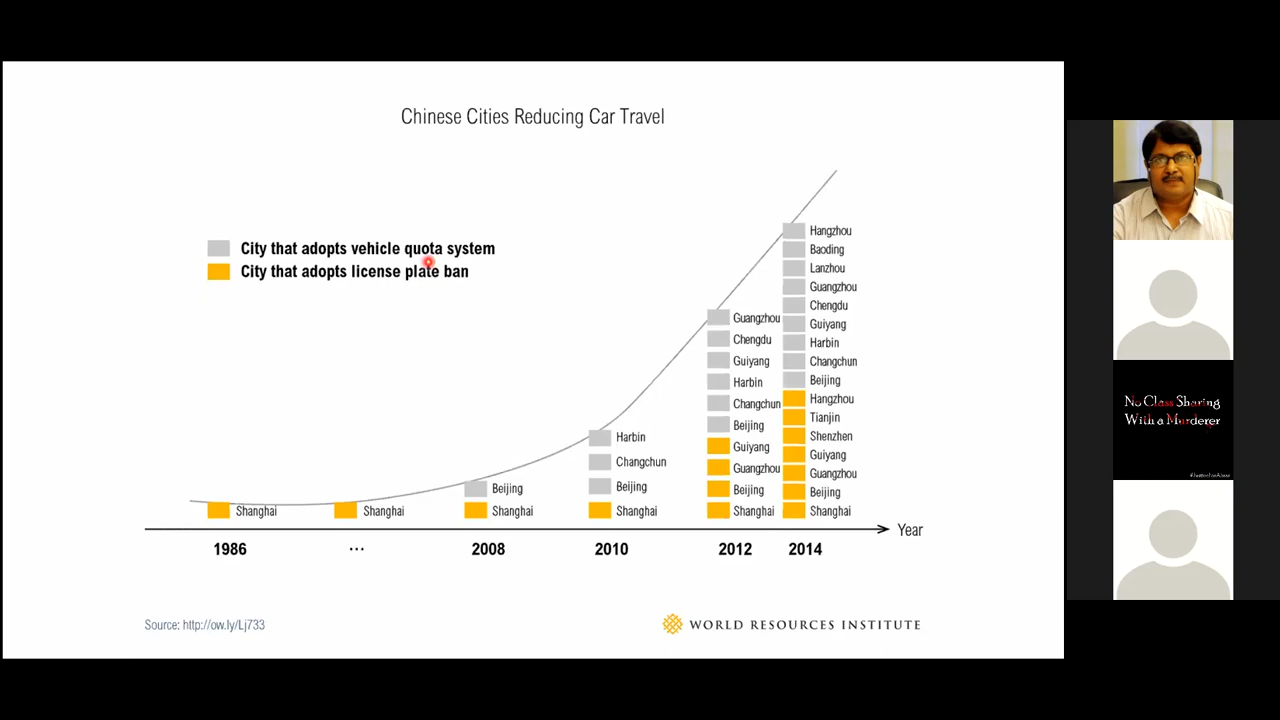 Chinese Cities Reducing Car Travel
City that adopts vehicle quota system
City that adopts license plate ban
Shanghai
Shanghai
Beijing
Shanghai
Harbin
Changchun
Beijing
Shanghai
Guangzhou
Chengdu
Guiyang
Harbin
Changchun
Beijing
Guiyang
Guangzhou
Beijing
Shanghai
Hangzhou
Baoding
Lanzhou
Guangzhou
Chengdu
Guiyang
Harbin
Changchun
Beijing
Hangzhou
Tianjin
Shenzhen
Guiyang
Guangzhou
Beijing
Shanghai
Year
1986 ... 2008 2010 2012 2014
Source: http://ow.ly/Lj733
WORLD RESOURCES INSTITUTE
No Class Sharing
With a Murderer